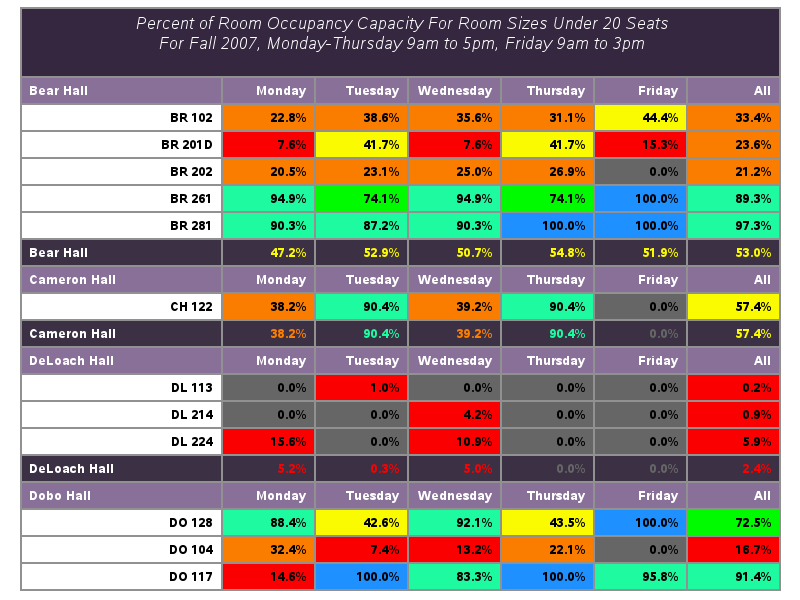 Percent of Room Occupancy Capacity For Room Sizes Under 20 Seats
For Fall 2007, Monday-Thursday 9am to 5pm, Friday 9am to 3pm
Bear Hall Monday Tuesday Wednesday Thursday Friday All
BR 102 22.8% 38.6% 35.6% 31.1% 44.4% 33.4%
BR 201D 7.6% 41.7% 7.6% 41.7% 15.3% 23.6%
BR 202 20.5% 23.1% 25.0% 26.9% 0.0% 21.2%
BR 261 94.9% 74.1% 94.9% 74.1% 100.0% 89.3%
BR 281 90.3% 87.2% 90.3% 100.0% 100.0% 97.3%
Bear Hall 47.2% 52.9% 50.7% 54.8% 51.9% 53.0%
Cameron Hall Monday Tuesday Wednesday Thursday Friday All
CH 122 38.2% 90.4% 39.2% 90.4% 0.0% 57.4%
Cameron Hall 38.2% 90.4% 39.2% 90.4% 0.0% 57.4%
DeLoach Hall Monday Tuesday Wednesday Thursday Friday All
DL 113 0.0% 1.0% 0.0% 0.0% 0.0% 0.2%
DL 214 0.0% 0.0% 4.2% 0.0% 0.0% 0.9%
DL 224 15.6% 0.0% 10.9% 0.0% 0.0% 5.9%
DeLoach Hall 5.2% 0.3% 5.0% 0.0% 0.0% 2.4%
Dobo Hall Monday Tuesday Wednesday Thursday Friday All
DO 128 88.4% 42.6% 92.1% 43.5% 100.0% 72.5%
DO 104 32.4% 7.4% 13.2% 22.1% 0.0% 16.7%
DO 117 14.6% 100.0% 83.3% 100.0% 95.8% 91.4%